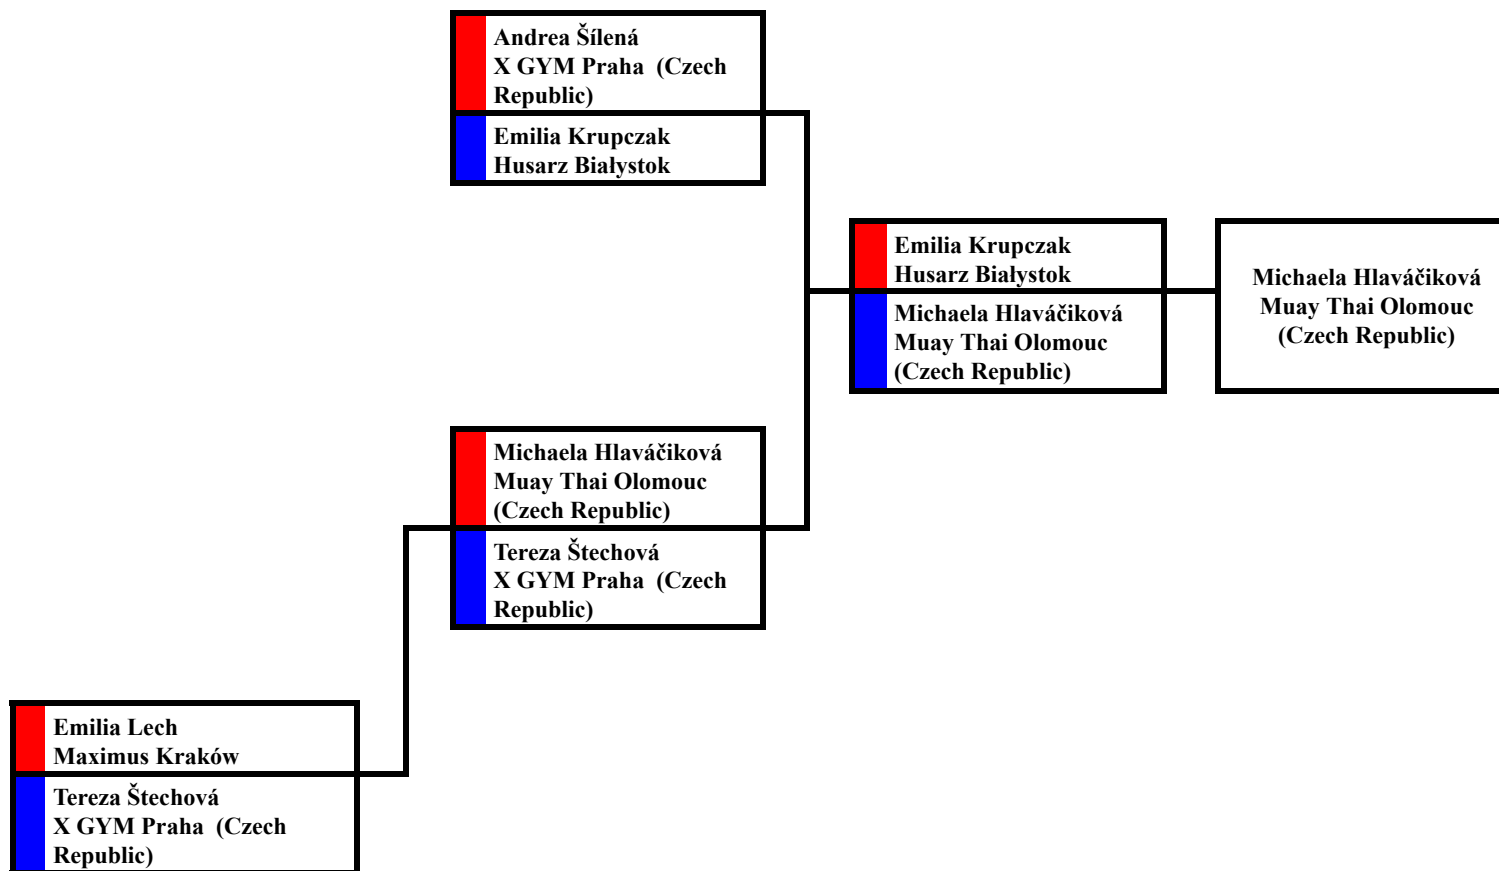 Andrea Šílená
X GYM Praha  (Czech
Republic)
Emilia Krupczak
Husarz Białystok
Emilia Krupczak
Husarz Białystok
Michaela Hlaváčiková
Muay Thai Olomouc
(Czech Republic)
Michaela Hlaváčiková
Muay Thai Olomouc
(Czech Republic)
Michaela Hlaváčiková
Muay Thai Olomouc
(Czech Republic)
Tereza Štechová
X GYM Praha  (Czech
Republic)
Emilia Lech
Maximus Kraków
Tereza Štechová
X GYM Praha  (Czech
Republic)